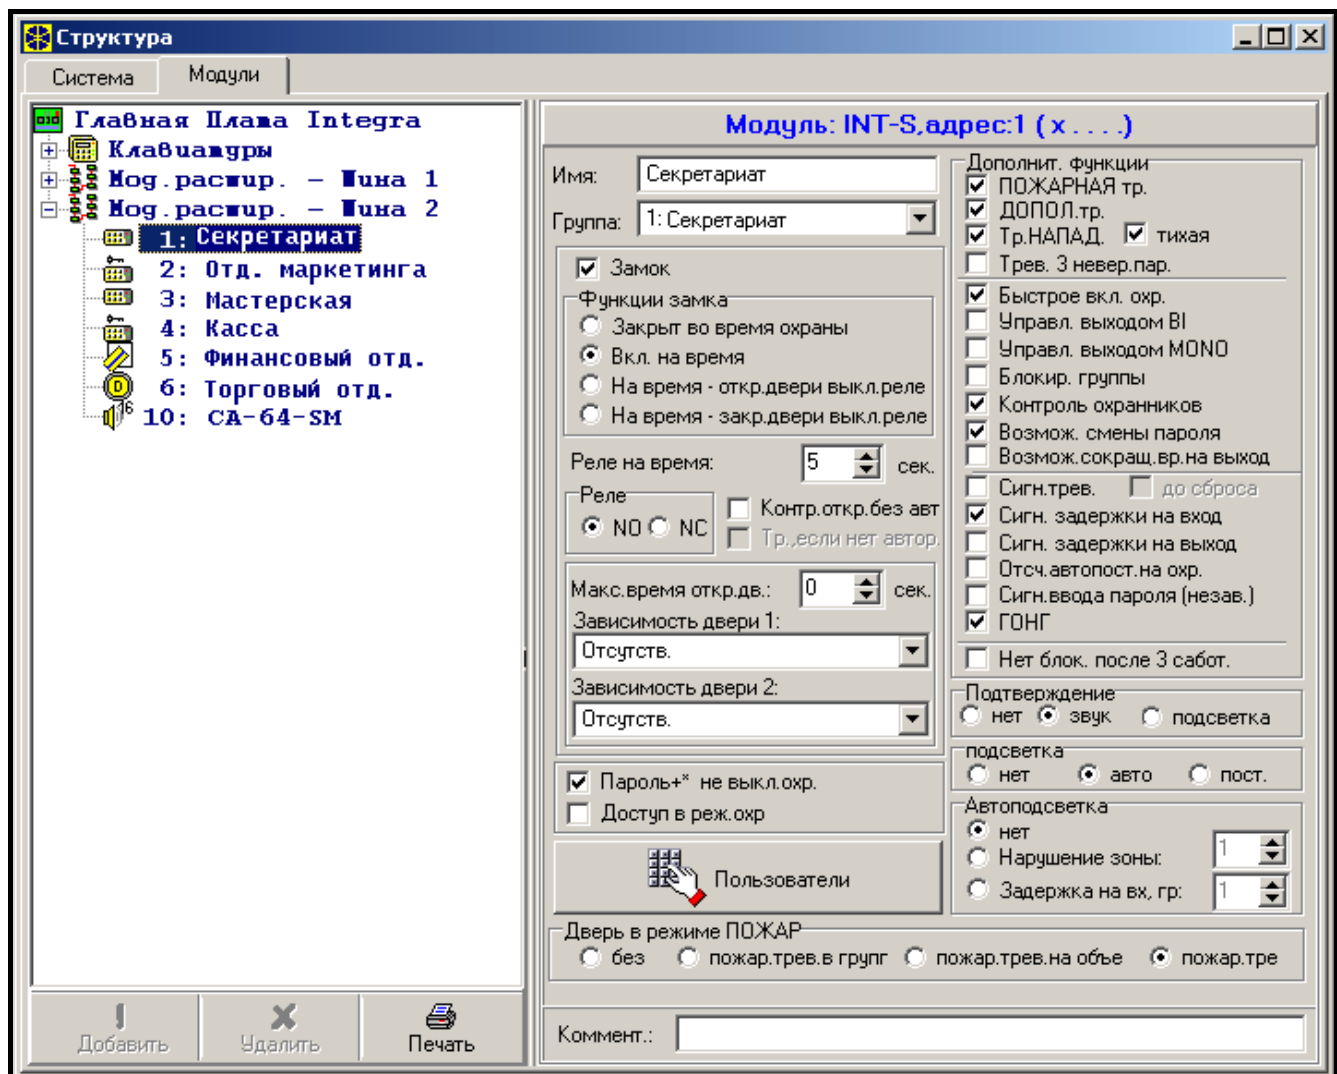 Структура
Система
Модули
Главная Плата Integra
Клавиатуры
Мод.расшир. – Шина 1
Мод.расшир. – Шина 2
1: Секретариат
2: Отд. маркетинга
3: Мастерская
4: Касса
5: Финансовый отд.
6: Торговый отд.
10: CA-64-SM
Добавить
Удалить
Печать
Модуль: INT-S,адрес:1 ( x . . . . )
Имя: Секретариат
Группа: 1: Секретариат
Замок
Функции замка
Закрыт во время охраны
Вкл. на время
На время - откр.двери выкл.реле
На время - закр.двери выкл.реле
Реле на время: 5 сек.
Реле
NO NC
Контр.откр.без авт
Тр.,если нет автор.
Макс.время откр.дв.: 0 сек.
Зависимость двери 1:
Отсутств.
Зависимость двери 2:
Отсутств.
Пароль+* не выкл.охр.
Доступ в реж.охр
Пользователи
Дополнит. функции
ПОЖАРНАЯ тр.
ДОПОЛ.тр.
Тр.НАПАД. тихая
Трев. 3 невер.пар.
Быстрое вкл. охр.
Управл. выходом BI
Управл. выходом MONO
Блокир. группы
Контроль охранников
Возмож. смены пароля
Возмож.сокращ.вр.на выход
Сигн.трев. до сброса
Сигн. задержки на вход
Сигн. задержки на выход
Отсч.автопост.на охр.
Сигн.ввода пароля (незав.)
ГОНГ
Нет блок. после 3 сабот.
Подтверждение
нет звук подсветка
подсветка
нет авто пост.
Автоподсветка
нет
Нарушение зоны: 1
Задержка на вх, гр: 1
Дверь в режиме ПОЖАР
без пожар.трев.в групг пожар.трев.на объе пожар.тре
Коммент.: